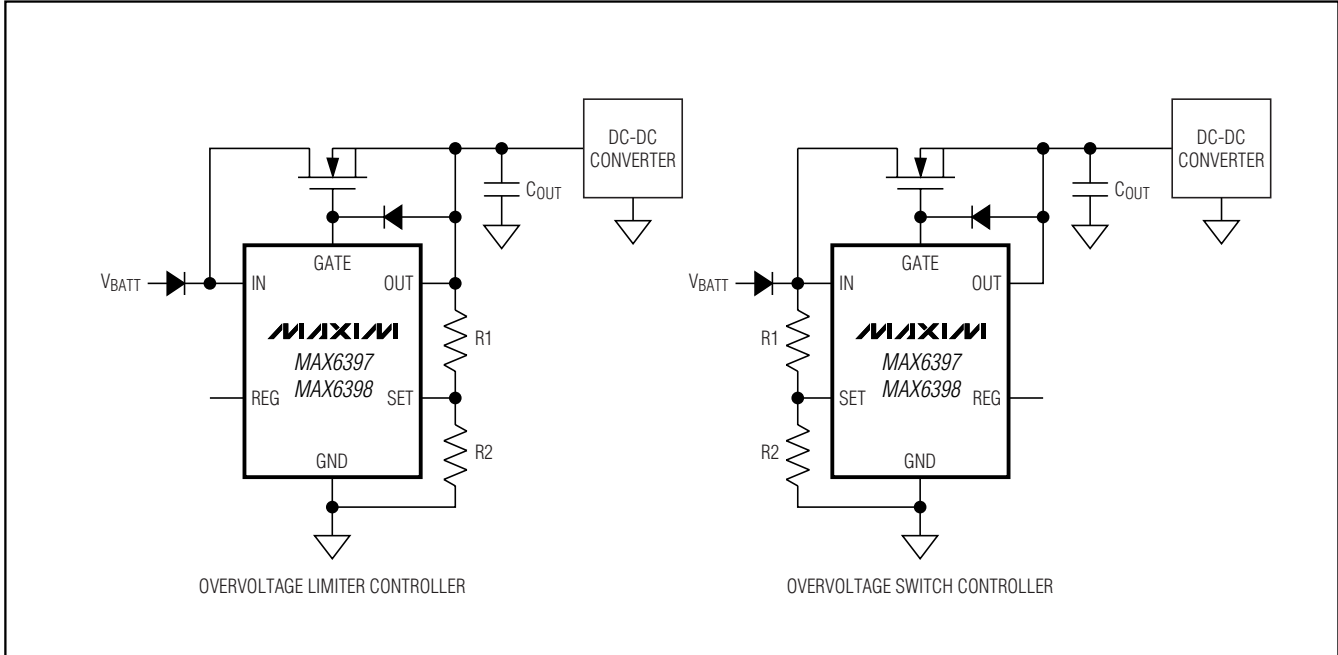 DC-DC
CONVERTER
COUT
GATE
VBATT
IN
OUT
MAXIM
R1
MAX6397
MAX6398
REG
SET
R2
GND
OVERVOLTAGE LIMITER CONTROLLER
DC-DC
CONVERTER
COUT
GATE
VBATT
IN
OUT
R1
MAXIM
MAX6397
MAX6398
SET
REG
R2
GND
OVERVOLTAGE SWITCH CONTROLLER